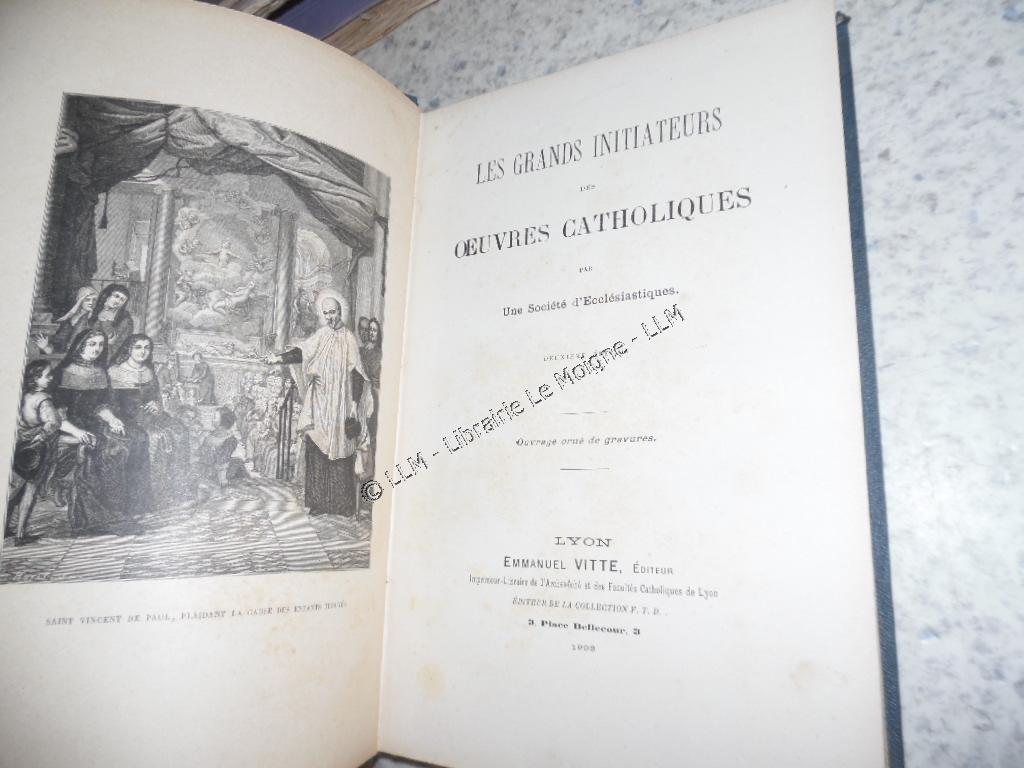 SAINT VINCENT DE PAUL, PLAIDANT LA CAUSE DES ENFANTS
LES GRANDS INITIATEURS
DES
ŒUVRES CATHOLIQUES
PAR
Une Société d'Ecclésiastiques.
DEUXIÈME
Ouvrage orné de gravures.
LYON
EMMANUEL VITTE, ÉDITEUR
Imprimeur-Libraire de l'Archevêché et des Facultés Catholiques de Lyon
ÉDITEUR DE LA COLLECTION F. T. D.
3, Place Bellecour, 3
© LLM - Librairie Le Moigne - LLM